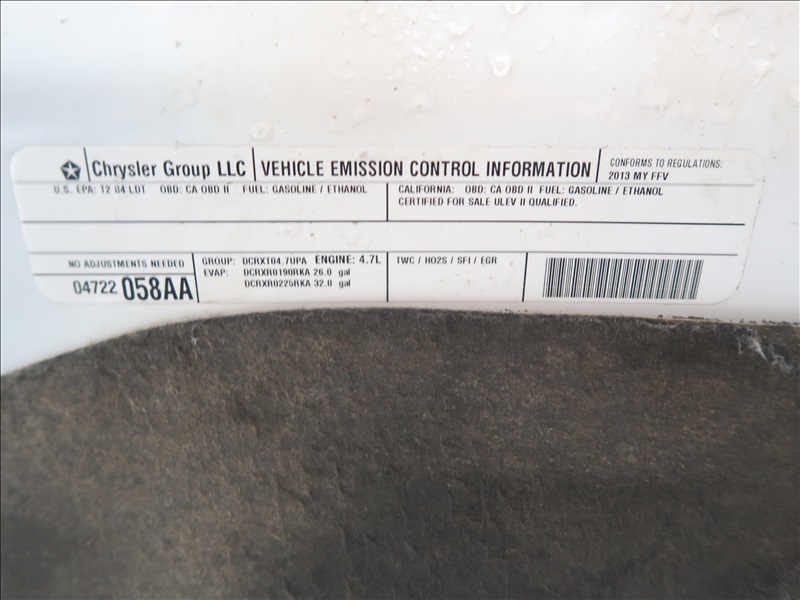 Chrysler Group LLC
VEHICLE EMISSION CONTROL INFORMATION
CONFORMS TO REGULATIONS:
2013 MY FFV
U.S. EPA: T2 B4 LDT OBD: CA OBD II FUEL: GASOLINE / ETHANOL
CALIFORNIA: OBD: CA OBD II FUEL: GASOLINE / ETHANOL
CERTIFIED FOR SALE ULEV II QUALIFIED.
NO ADJUSTMENTS NEEDED
04722 058AA
GROUP: DCRXT04.7UPA ENGINE: 4.7L
EVAP: DCRXR0190RKA 26.0 gal
DCRXR0225RKA 32.0 gal
TWC / HO2S / SFI / EGR